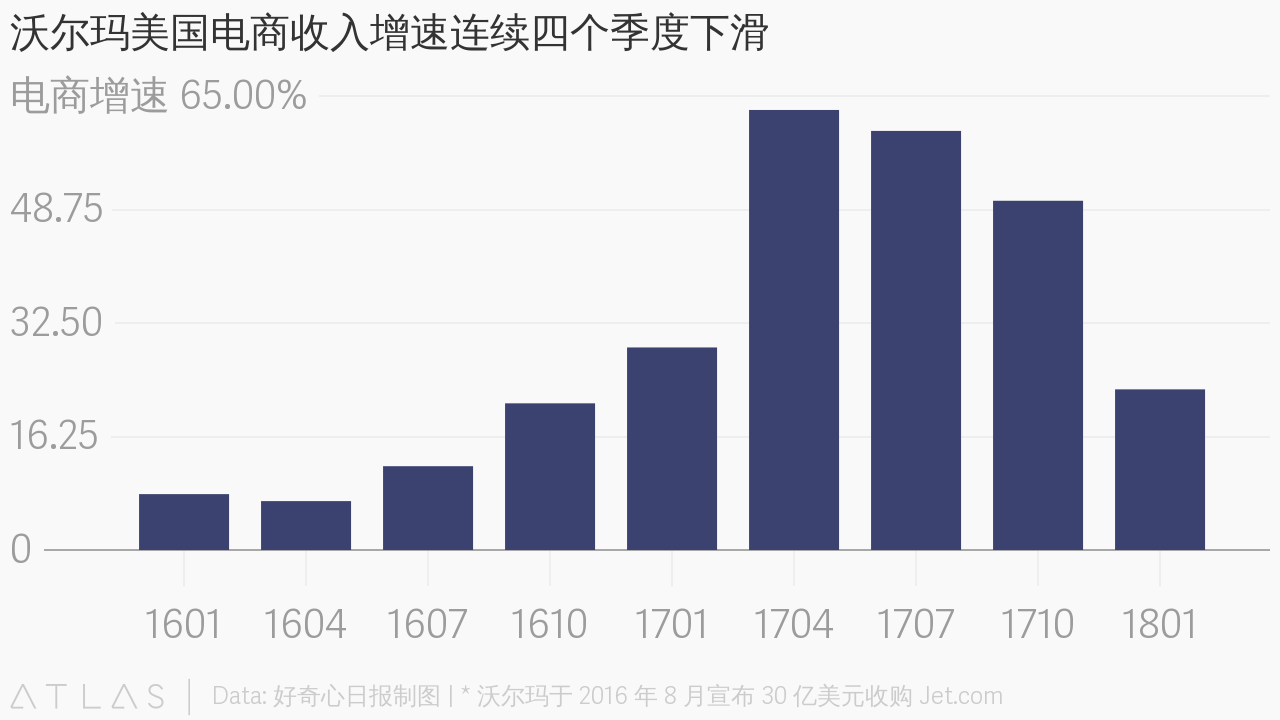 沃尔玛美国电商收入增速连续四个季度下滑
电商增速 65.00%
48.75
32.50
16.25
0
1601 1604 1607 1610 1701 1704 1707 1710 1801
ATLAS | Data: 好奇心日报制图 | * 沃尔玛于 2016 年 8 月宣布 30 亿美元收购 Jet.com